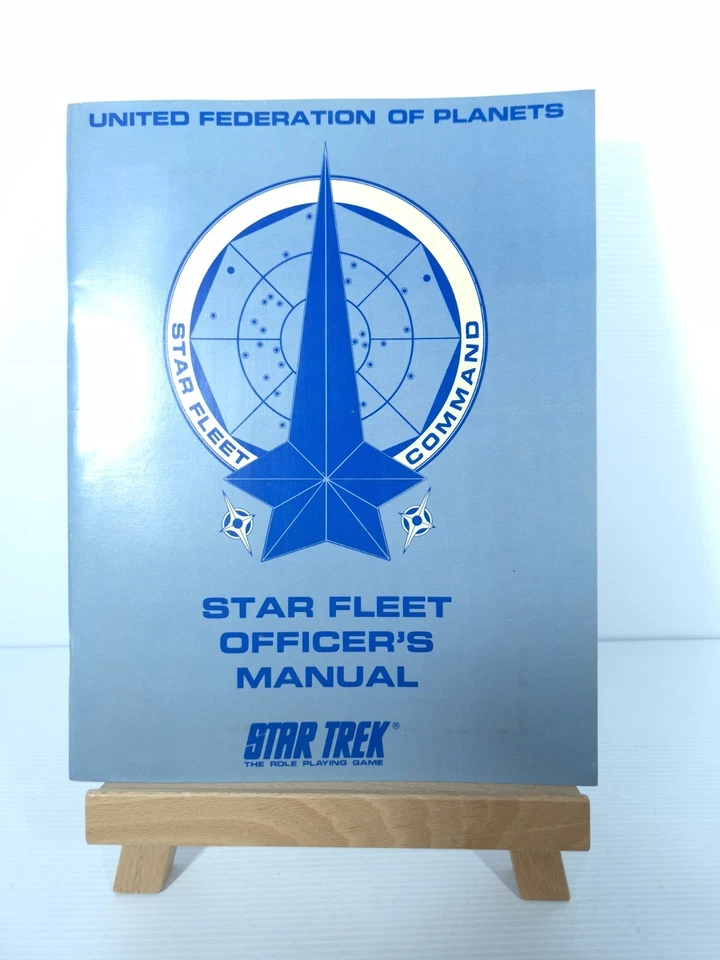 UNITED FEDERATION OF PLANETS
STAR FLEET
COMMAND
STAR FLEET
OFFICER'S
MANUAL
STAR TREK®
THE ROLE PLAYING GAME